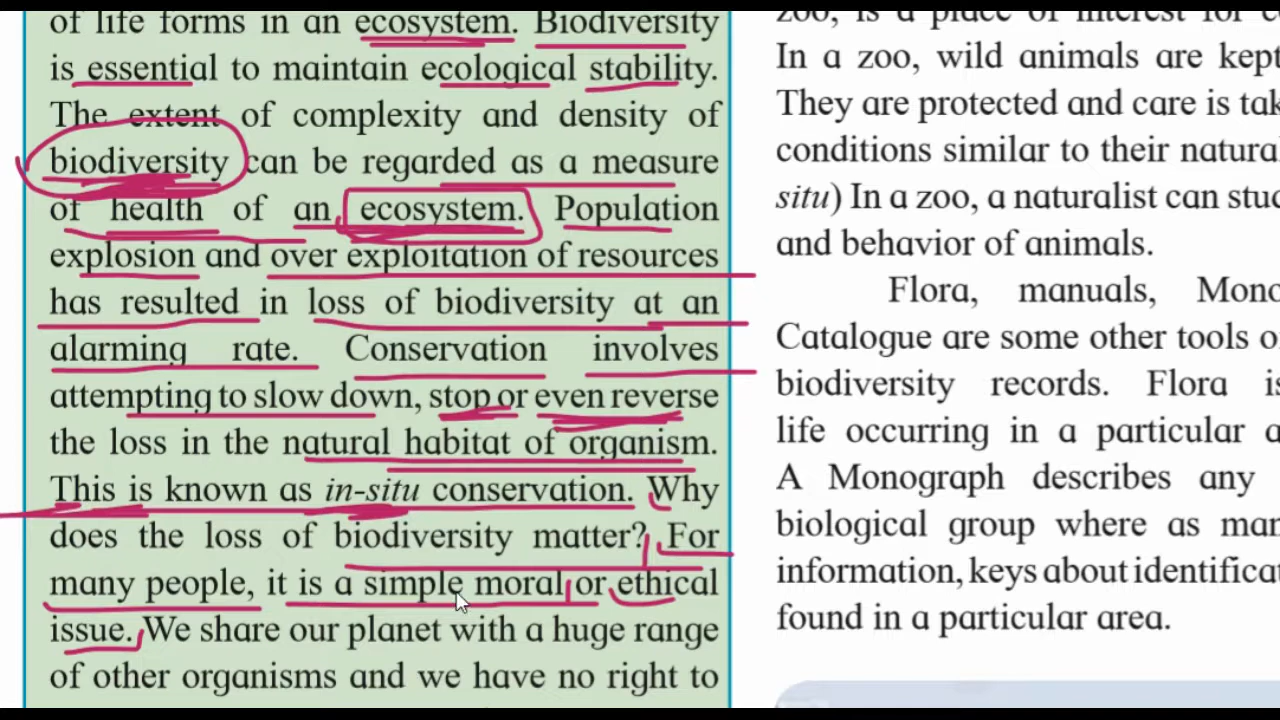 of life forms in an ecosystem. Biodiversity
is essential to maintain ecological stability.
The extent of complexity and density of
biodiversity can be regarded as a measure
of health of an ecosystem. Population
explosion and over exploitation of resources
has resulted in loss of biodiversity at an
alarming rate. Conservation involves
attempting to slow down, stop or even reverse
the loss in the natural habitat of organism.
This is known as in-situ conservation. Why
does the loss of biodiversity matter? For
many people, it is a simple moral or ethical
issue. We share our planet with a huge range
of other organisms and we have no right to
zoo, is a place of interest for
In a zoo, wild animals are kept
They are protected and care is
conditions similar to their
situ) In a zoo, a naturalist can
and behavior of animals.
Flora, manuals,
Catalogue are some other tools
biodiversity records. Flora
life occurring in a particular
A Monograph describes any
biological group where as
information, keys about
found in a particular area.